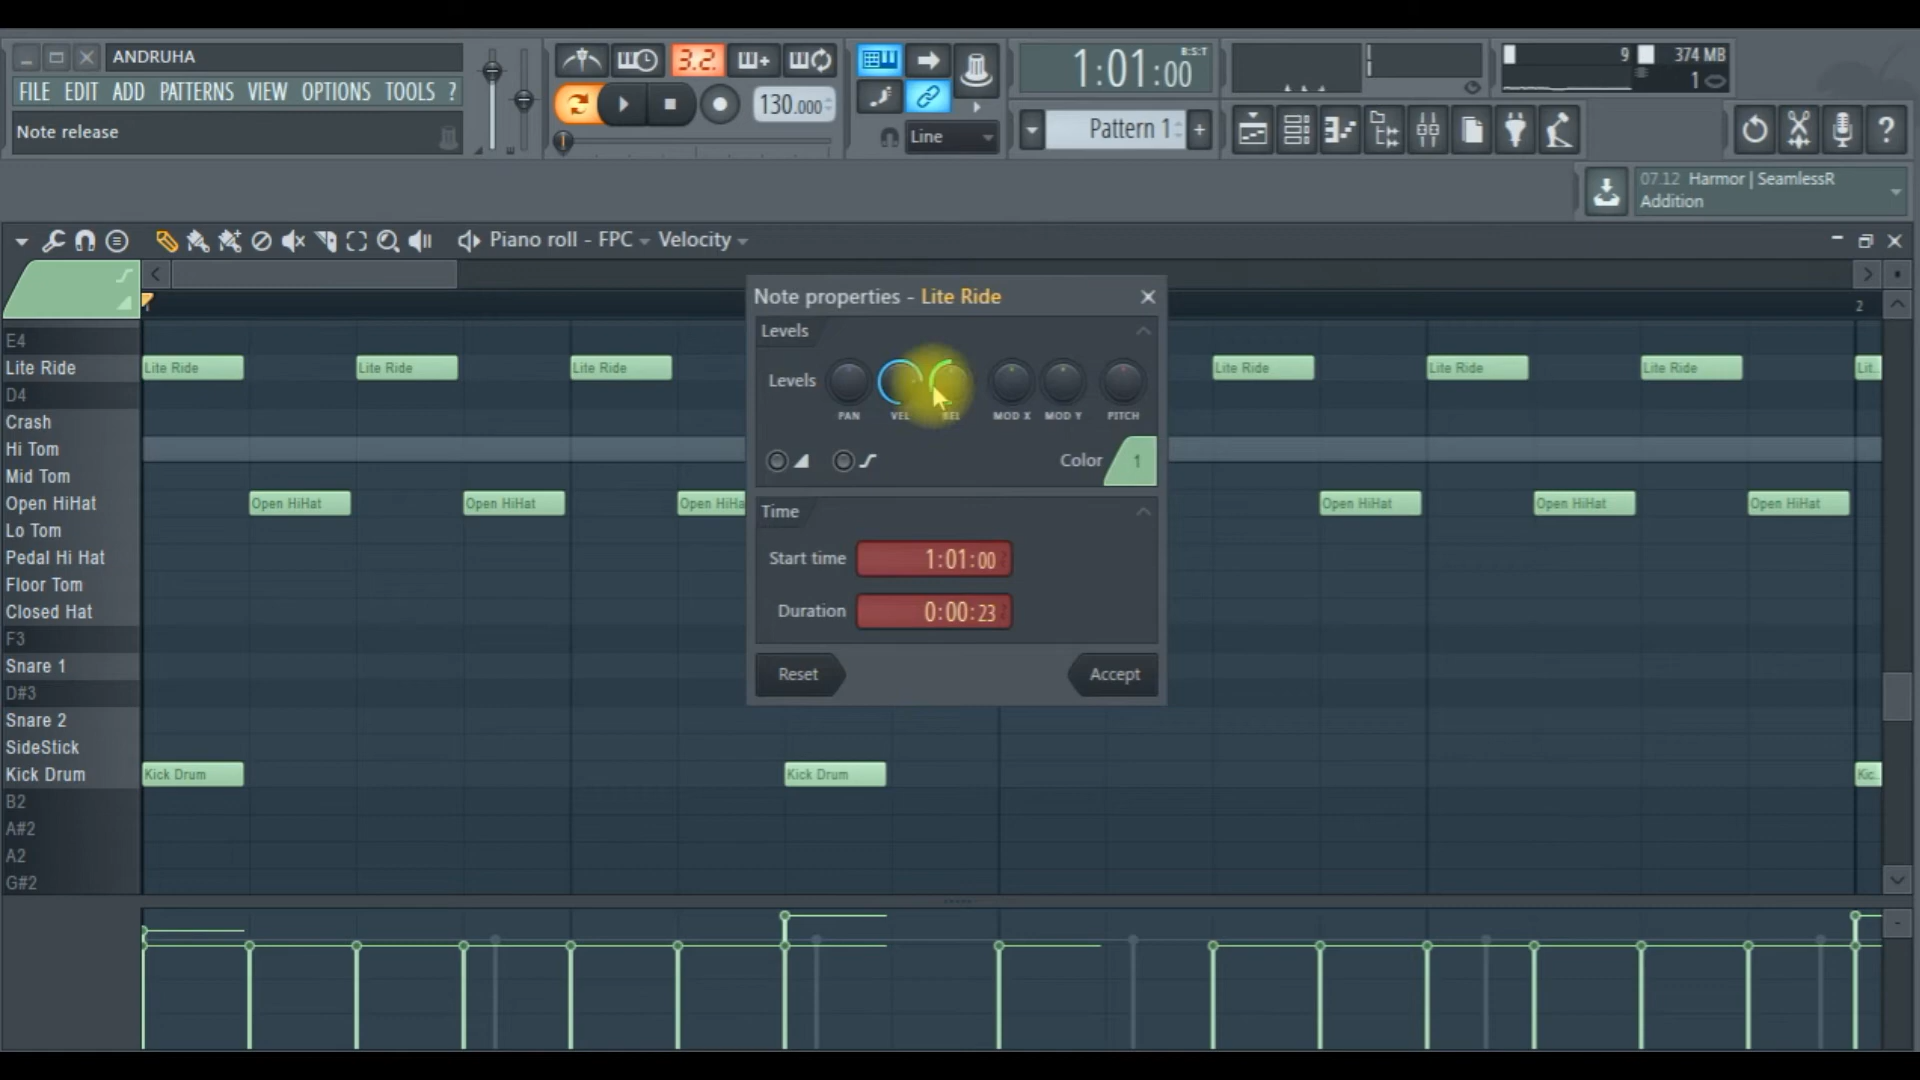 ANDRUHA
FILE EDIT ADD PATTERNS VIEW OPTIONS TOOLS ?
Note release
3.2.
130.000
Line
1:01:00
B:S:T
Pattern 1
+
9
374 MB
1
?
07.12 Harmor | SeamlessR
Addition
Piano roll - FPC Velocity
2
Note properties - Lite Ride
Levels
Levels
PAN
VEL
REL
MOD X
MOD Y
PITCH
Color
1
Time
Start time
1:01:00
Duration
0:00:23
Reset
Accept
E4
Lite Ride
Lite Ride
Lite Ride
Lite Ride
Lite Ride
Lite Ride
Lite Ride
Lit..
D4
Crash
Hi Tom
Mid Tom
Open HiHat
Open HiHat
Open HiHat
Open HiHa
Open HiHat
Open HiHat
Open HiHat
Lo Tom
Pedal Hi Hat
Floor Tom
Closed Hat
F3
Snare 1
D#3
Snare 2
SideStick
Kick Drum
Kick Drum
Kick Drum
Kic..
B2
A#2
A2
G#2